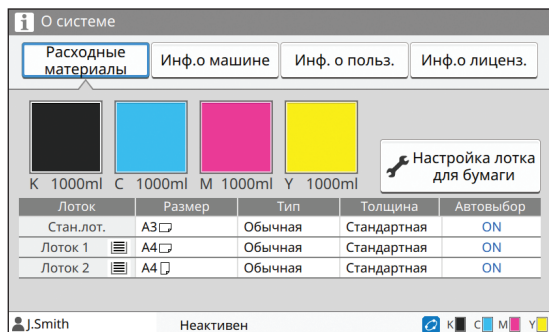 О системе
Расходные
материалы
Инф.о машине
Инф. о польз.
Инф.о лиценз.
K 1000ml C 1000ml M 1000ml Y 1000ml
Настройка лотка
для бумаги
Лоток Размер Тип Толщина Автовыбор
Стан.лот. A3 Обычная Стандартная ON
Лоток 1 A4 Обычная Стандартная ON
Лоток 2 A4 Обычная Стандартная ON
J.Smith Неактивен K C M Y